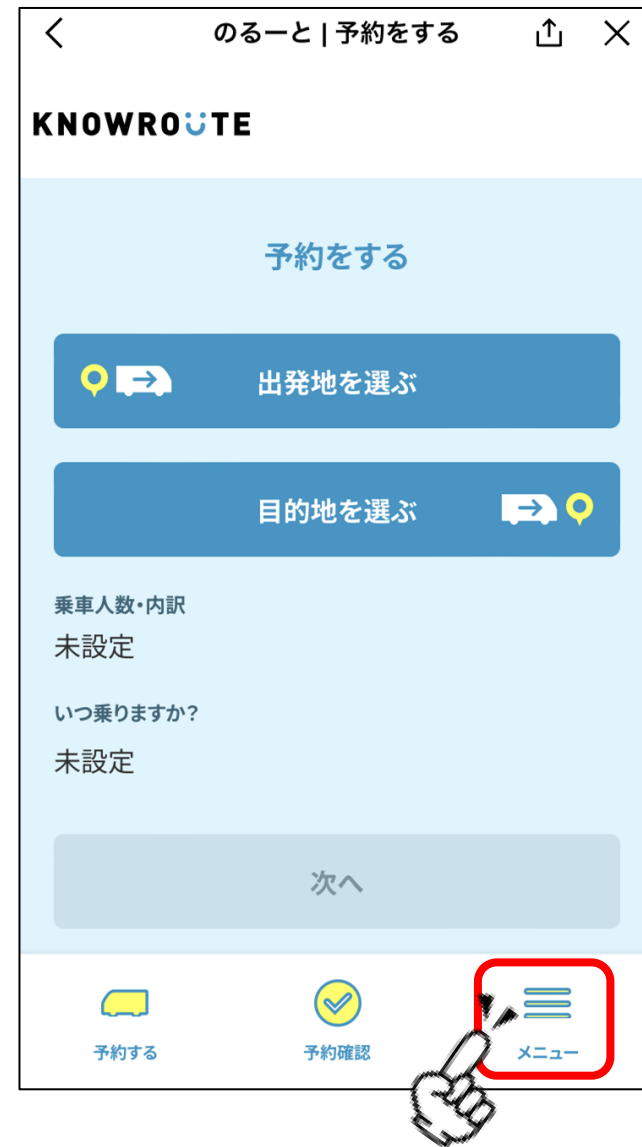 のるーと | 予約をする
KNOWROUTE
予約をする
出発地を選ぶ
目的地を選ぶ
乗車人数・内訳
未設定
いつ乗りますか？
未設定
次へ
予約する
予約確認
メニュー